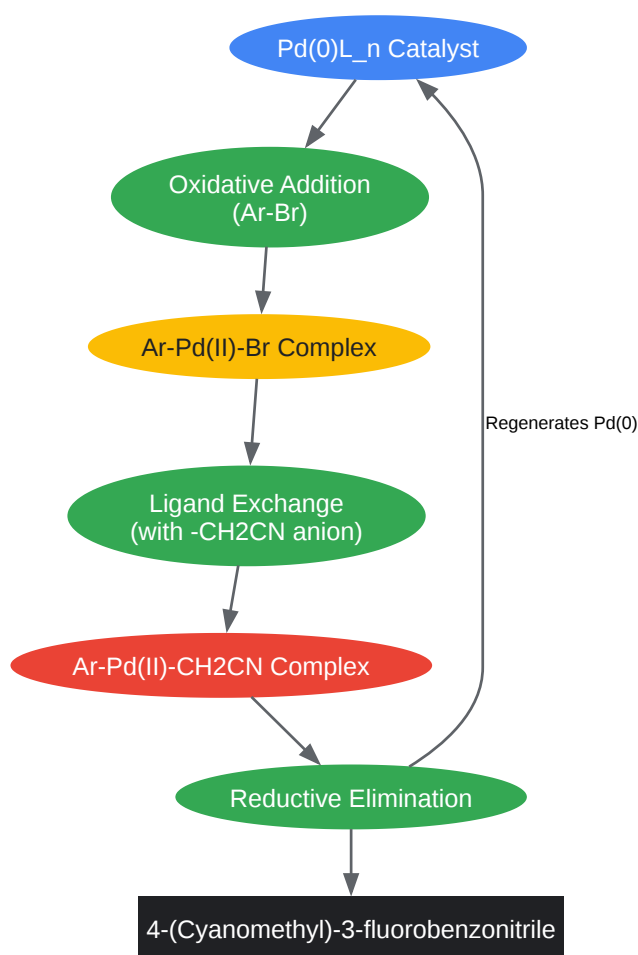 Pd(0)L_n Catalyst
Oxidative Addition
(Ar-Br)
Ar-Pd(II)-Br Complex
Regenerates Pd(0)
Ligand Exchange
(with -CH2CN anion)
Ar-Pd(II)-CH2CN Complex
Reductive Elimination
4-(Cyanomethyl)-3-fluorobenzonitrile